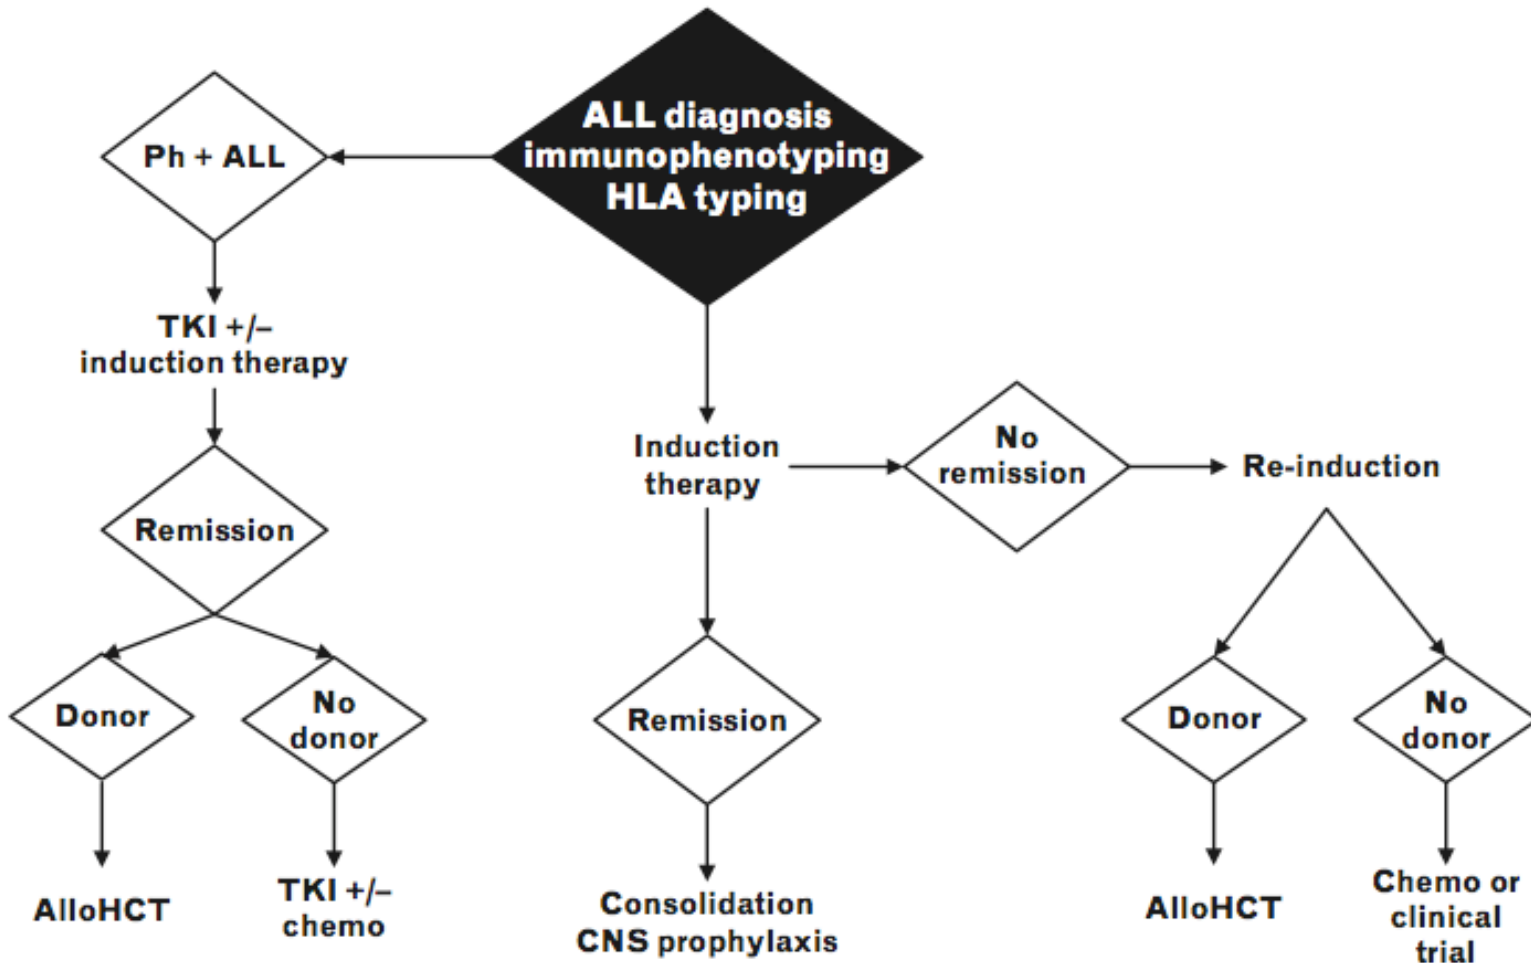 ALL diagnosis
immunophenotyping
HLA typing
Ph + ALL
TKI +/–
induction therapy
Remission
Donor
No
donor
AlloHCT
TKI +/–
chemo
Induction
therapy
No
remission
Re-induction
Remission
Consolidation
CNS prophylaxis
Donor
No
donor
AlloHCT
Chemo or
clinical
trial